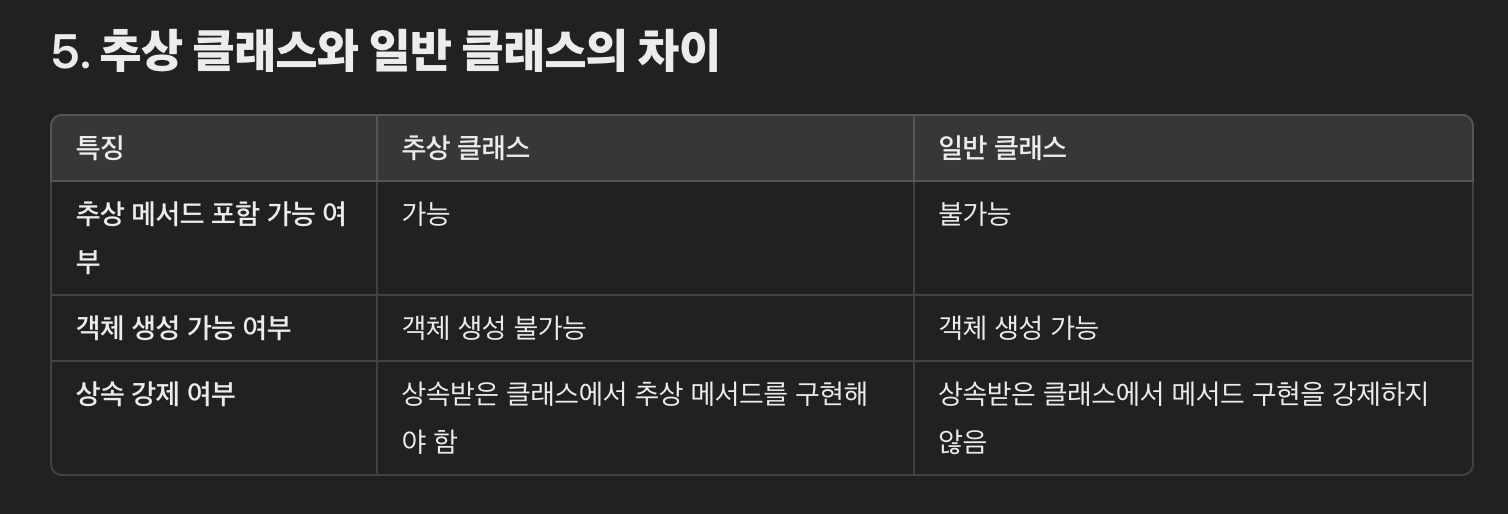 5. 추상 클래스와 일반 클래스의 차이
특징
추상 클래스
일반 클래스
추상 메서드 포함 가능 여
부
가능
불가능
객체 생성 가능 여부
객체 생성 불가능
객체 생성 가능
상속 강제 여부
상속받은 클래스에서 추상 메서드를 구현해
야 함
상속받은 클래스에서 메서드 구현을 강제하지
않음